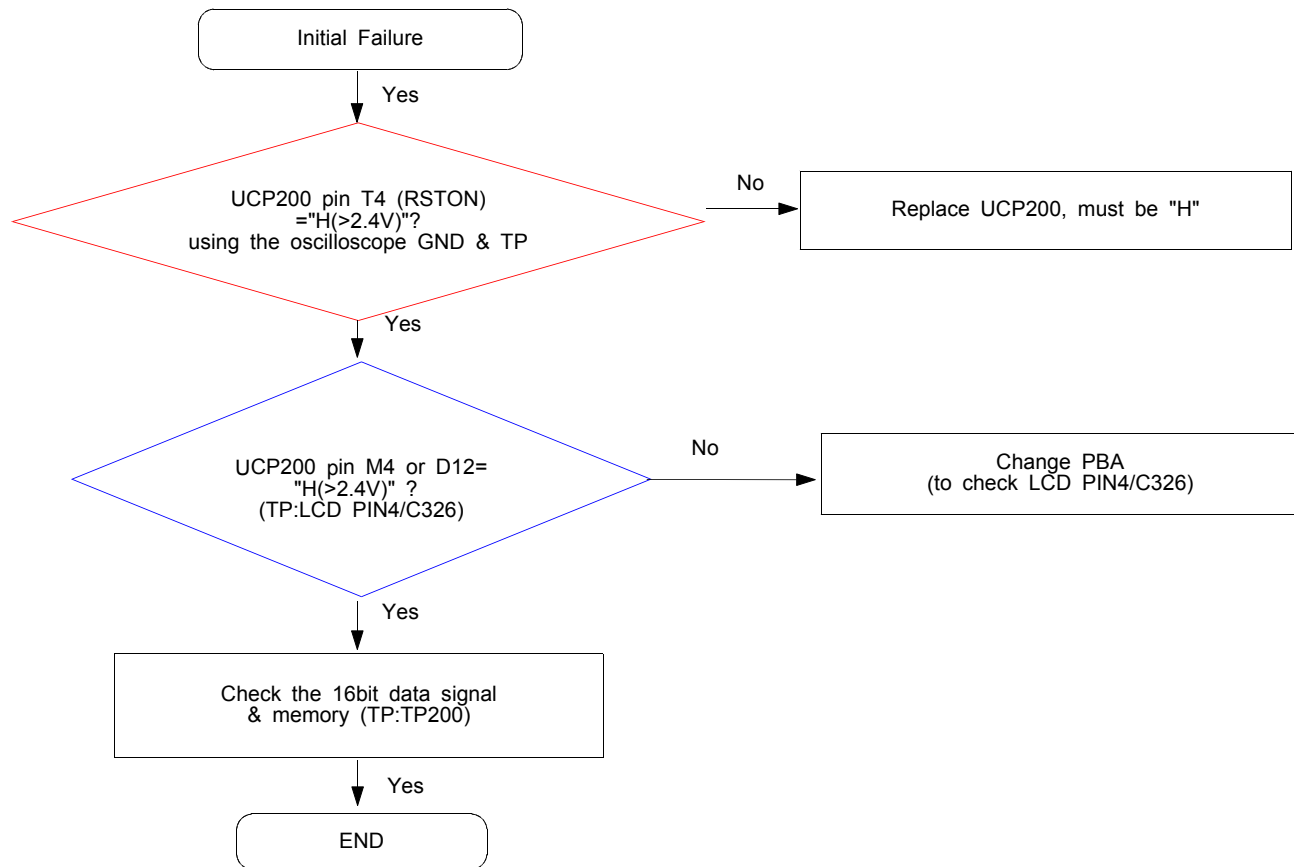 Initial Failure
Yes
UCP200 pin T4 (RSTON)
="H(>2.4V)"?
using the oscilloscope GND & TP
No
Replace UCP200, must be "H"
Yes
UCP200 pin M4 or D12=
"H(>2.4V)" ?
(TP:LCD PIN4/C326)
No
Change PBA
(to check LCD PIN4/C326)
Yes
Check the 16bit data signal
& memory (TP:TP200)
Yes
END